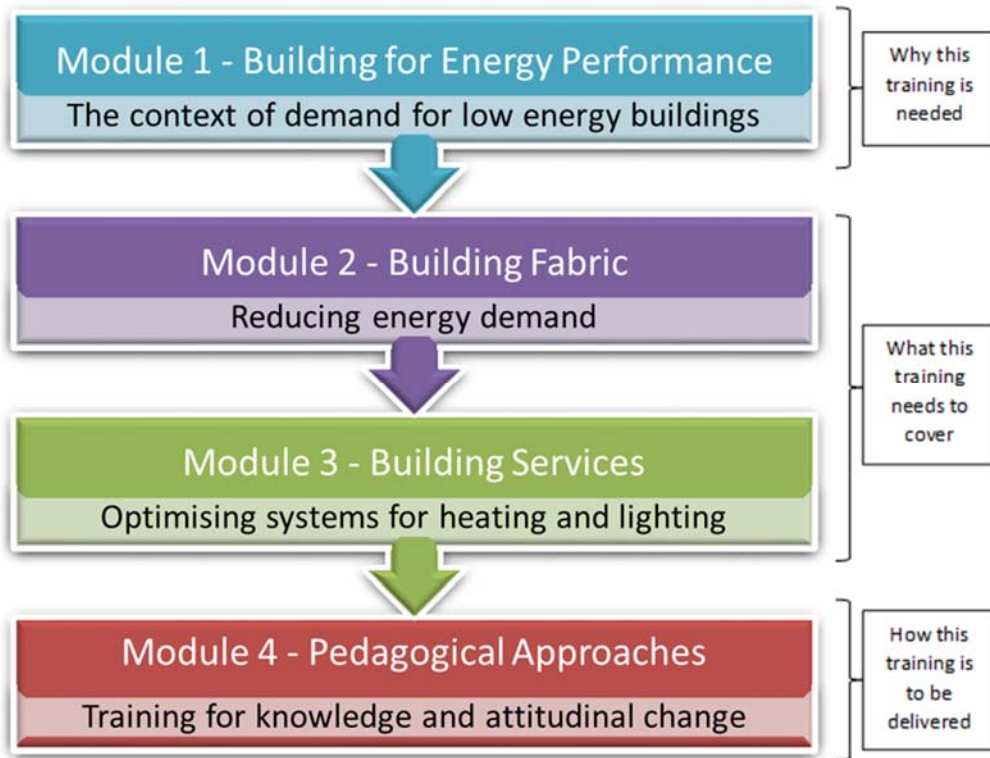 Module 1 - Building for Energy Performance
The context of demand for low energy buildings
Why this
training is
needed
Module 2 - Building Fabric
Reducing energy demand
Module 3 - Building Services
Optimising systems for heating and lighting
What this
training
needs to
cover
Module 4 - Pedagogical Approaches
Training for knowledge and attitudinal change
How this
training is
to be
delivered